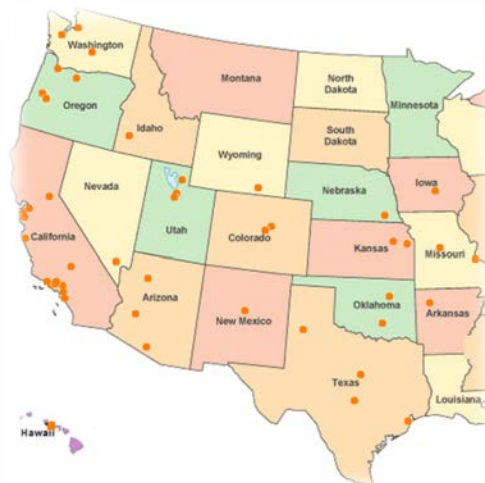 Washington
Montana
North
Dakota
Minnesota
Oregon
Idaho
South
Dakota
Wyoming
Iowa
Nebraska
Nevada
Utah
Colorado
California
Kansas
Missouri
Arizona
New Mexico
Oklahoma
Arkansas
Texas
Louisiana
Hawaii